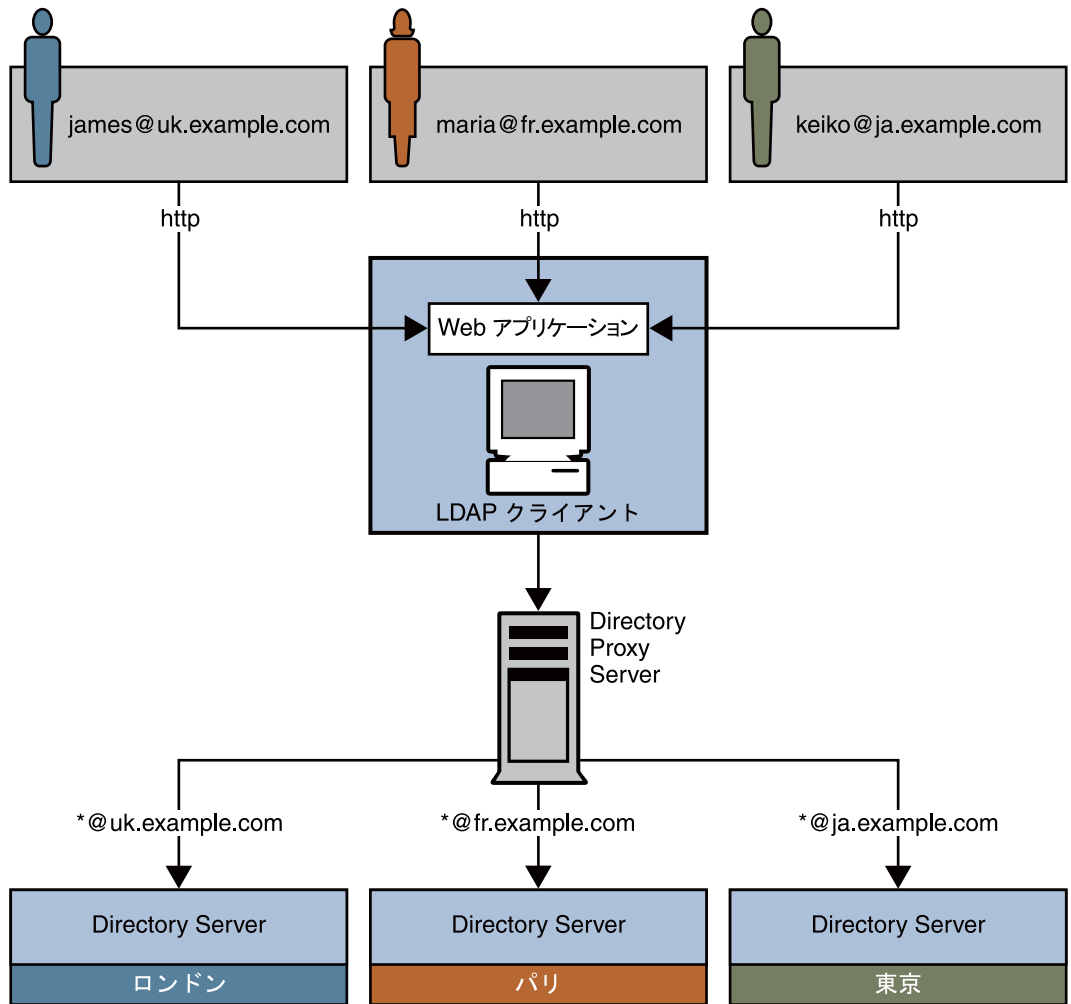 james@uk.example.com
maria@fr.example.com
keiko@ja.example.com
http
http
http
Web アプリケーション
LDAP クライアント
Directory
Proxy
Server
*@uk.example.com
*@fr.example.com
*@ja.example.com
Directory Server
Directory Server
Directory Server
ロンドン
パリ
東京